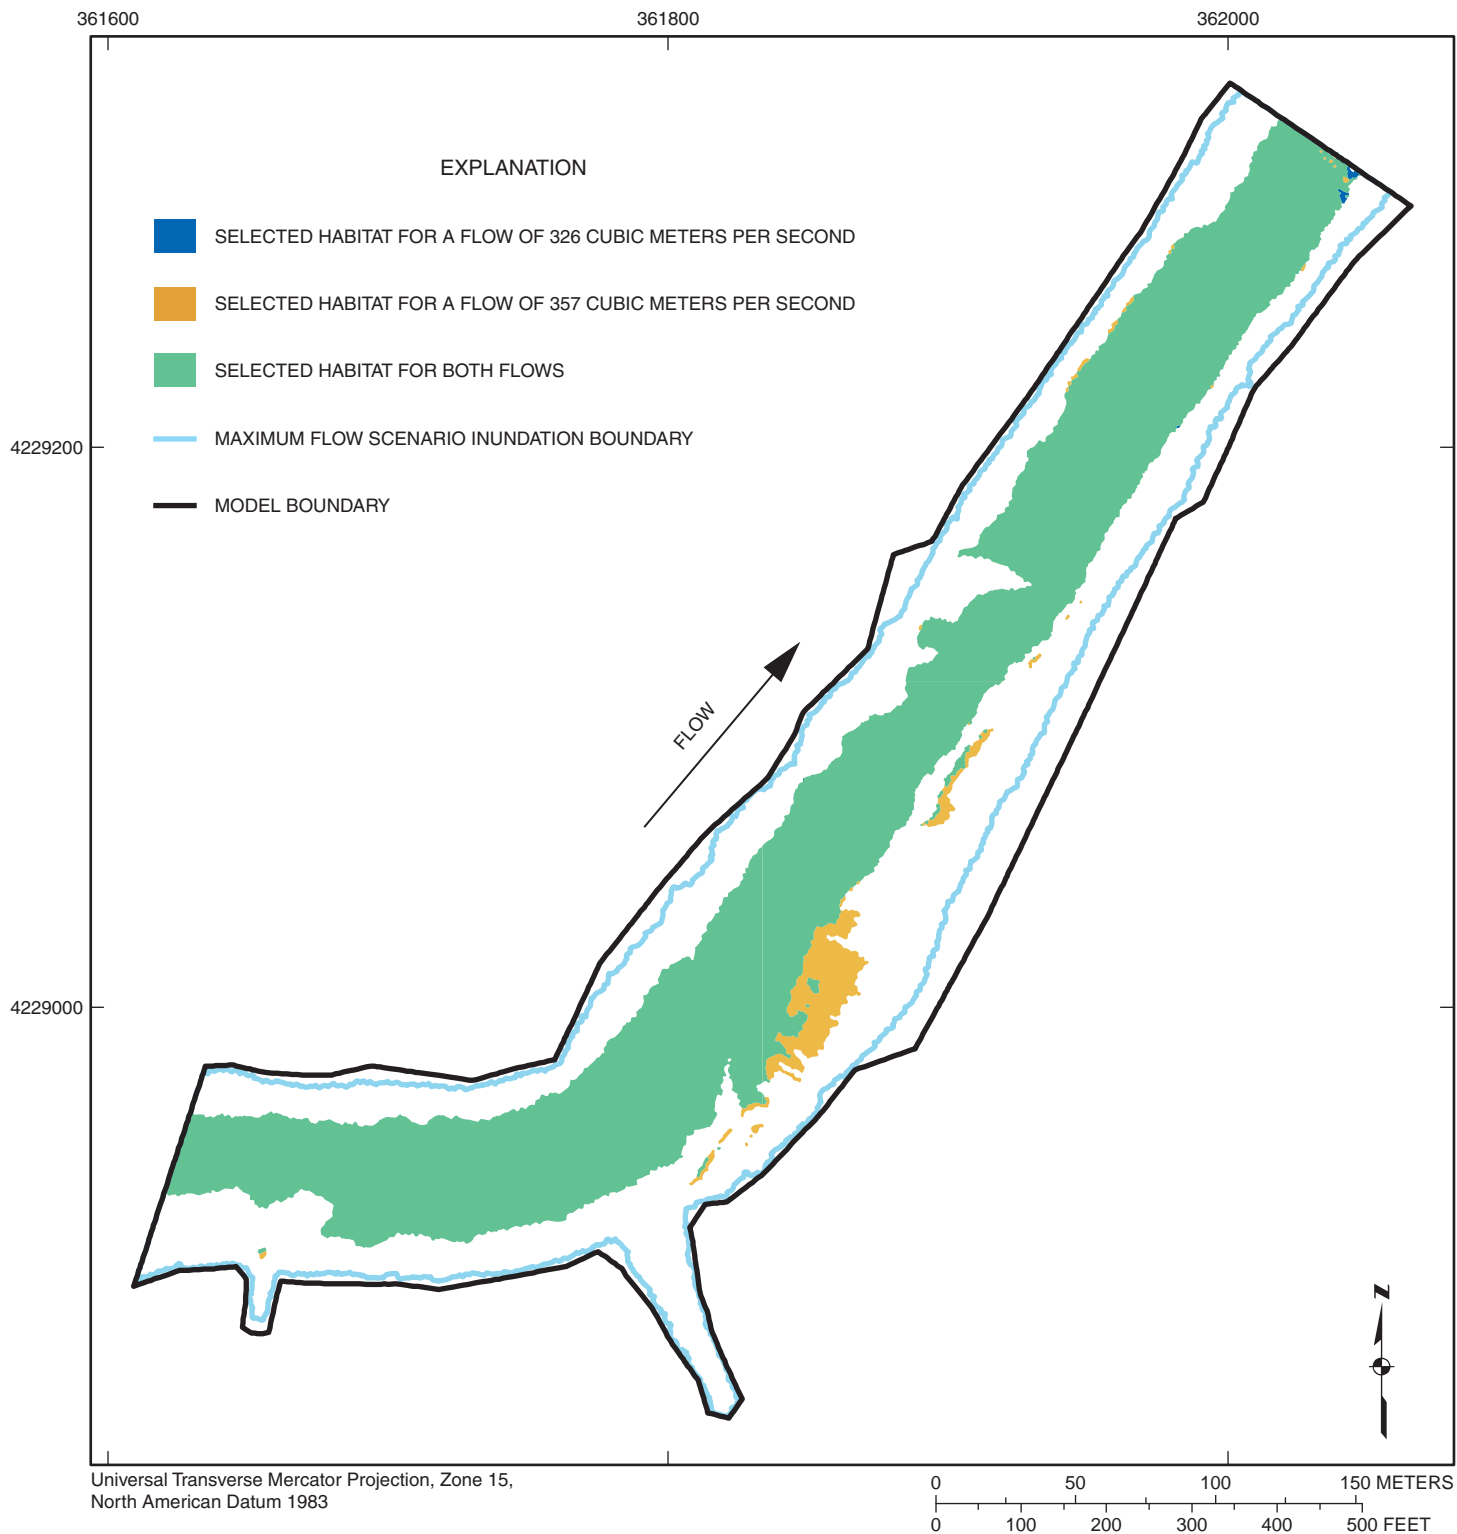 361600 361800 362000
EXPLANATION
SELECTED HABITAT FOR A FLOW OF 326 CUBIC METERS PER SECOND
SELECTED HABITAT FOR A FLOW OF 357 CUBIC METERS PER SECOND
SELECTED HABITAT FOR BOTH FLOWS
MAXIMUM FLOW SCENARIO INUNDATION BOUNDARY
4229200
MODEL BOUNDARY
FLOW
4229000
N
Universal Transverse Mercator Projection, Zone 15,
North American Datum 1983
0 50 100 150 METERS
0 100 200 300 400 500 FEET